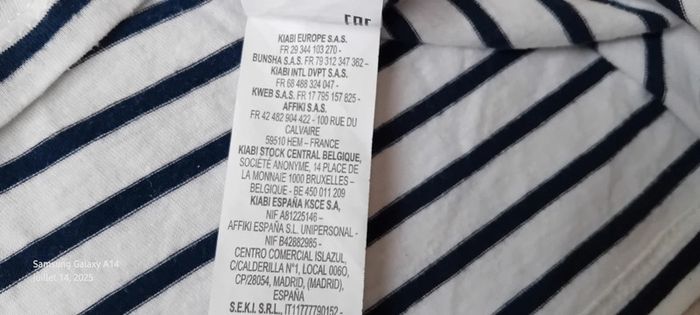 KIABI EUROPE S.A.S.
FR 29 344 103 270 -
BUNSHA S.A.S. FR 79 312 347 362 -
KIABI INTL DVPT S.A.S.
FR 68 488 324 047 -
KWEB S.A.S. FR 17 795 157 825 -
AFFIKI S.A.S.
FR 42 482 904 422 - 100 RUE DU
CALVAIRE
59510 HEM – FRANCE
KIABI STOCK CENTRAL BELGIQUE,
SOCIÉTÉ ANONYME, 14 PLACE DE
LA MONNAIE 1000 BRUXELLES –
BELGIQUE - BE 450 011 209
KIABI ESPAÑA KSCE S.A,
NIF A81225146 –
AFFIKI ESPAÑA S.L. UNIPERSONAL -
NIF B42882985 -
CENTRO COMERCIAL ISLAZUL,
C/CALDERILLA N°1, LOCAL 006O,
CP/28054, MADRID, (MADRID),
ESPAÑA
S.E.K.I. S.R.L., IT11777790152 -
Samsung Galaxy A14
juillet 14, 2025